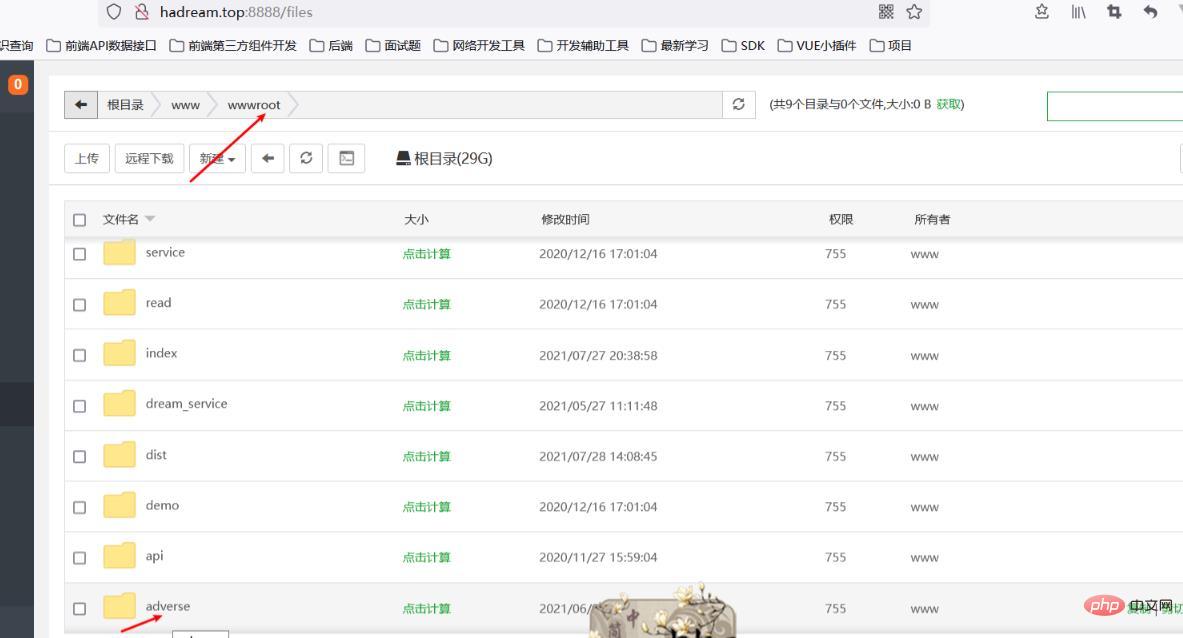 hadream.top:8888/files
识查询 前端API数据接口 前端第三方组件开发 后端 面试题 网络开发工具 开发辅助工具 最新学习 SDK VUE小插件 项目
0
根目录 www wwwroot (共9个目录与0个文件,大小:0 B 获取)
上传 远程下载 新建 根目录(29G)
文件名 大小 修改时间 权限 所有者
service 点击计算 2020/12/16 17:01:04 755 www
read 点击计算 2020/12/16 17:01:04 755 www
index 点击计算 2021/07/27 20:38:58 755 www
dream_service 点击计算 2021/05/27 11:11:48 755 www
dist 点击计算 2021/07/28 14:08:45 755 www
demo 点击计算 2020/12/16 17:01:04 755 www
api 点击计算 2020/11/27 15:59:04 755 www
adverse 点击计算 2021/06/ 755 www
中
php 中文网